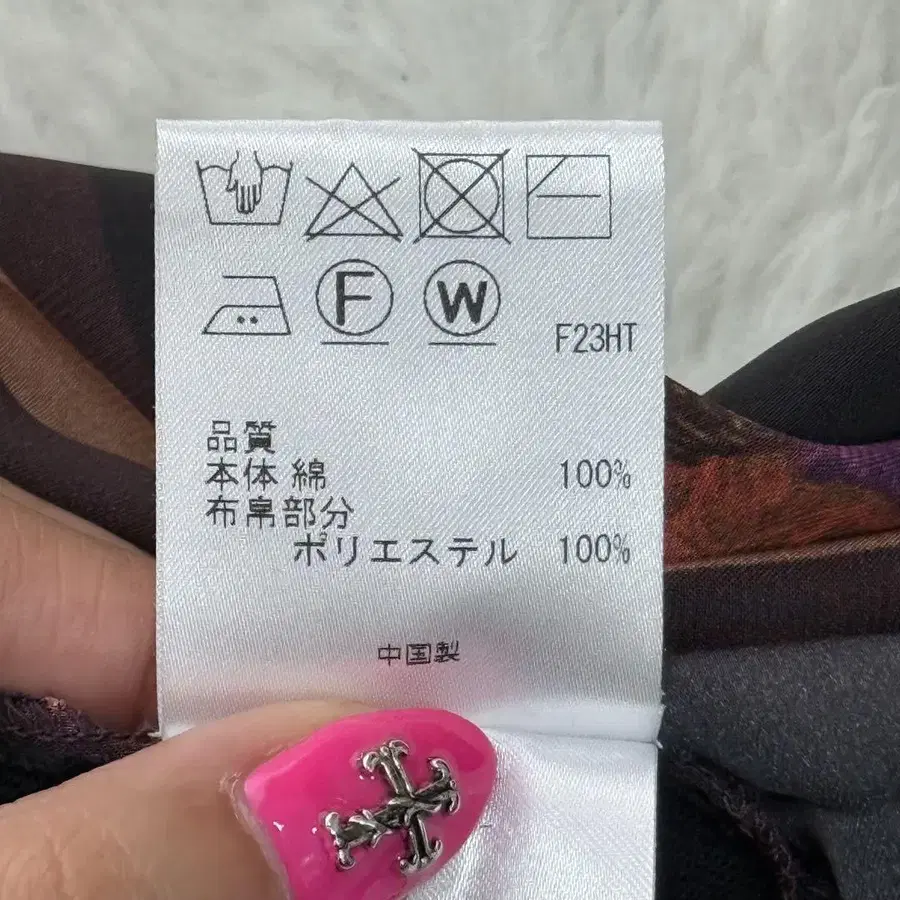 F W F23HT
品質
本体 綿 100%
布帛部分
ポリエステル 100%
中国製